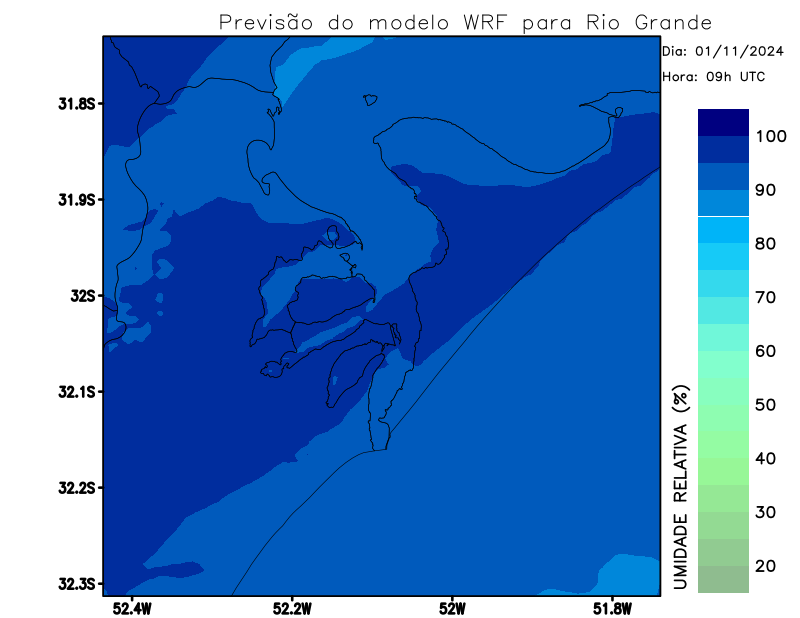 Previsão do modelo WRF para Rio Grande
Dia: 01/11/2024
Hora: 09h UTC
31.8S
31.9S
32S
32.1S
32.2S
32.3S
52.4W
52.2W
52W
51.8W
UMIDADE RELATIVA (%)
100
90
80
70
60
50
40
30
20